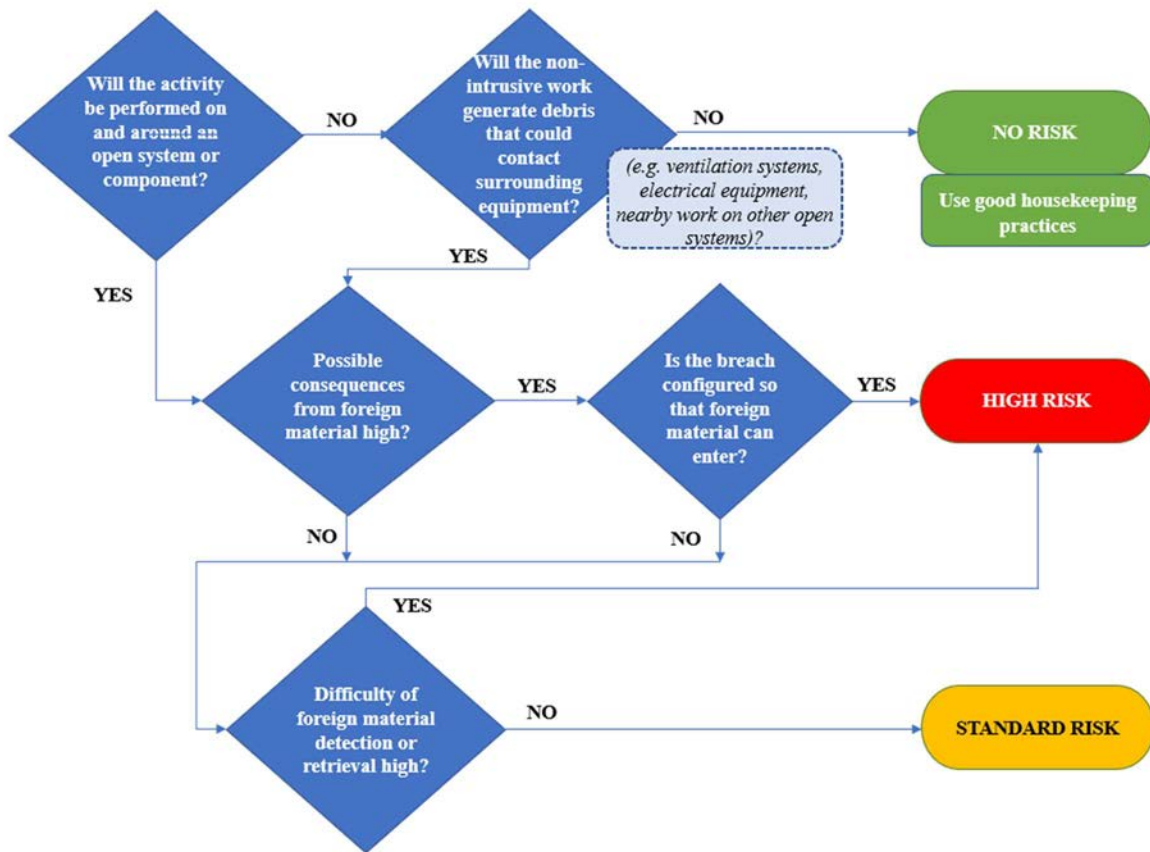 Will the activity
be performed on
and around an
open system or
component?
NO
Will the non-
intrusive work
generate debris
that could
contact
surrounding
equipment?
NO
(e.g. ventilation systems,
electrical equipment,
nearby work on other open
systems)?
NO RISK
Use good housekeeping
practices
YES
YES
Possible
consequences
from foreign
material high?
YES
Is the breach
configured so
that foreign
material can
enter?
YES
HIGH RISK
NO
NO
YES
Difficulty of
foreign material
detection or
retrieval high?
NO
STANDARD RISK